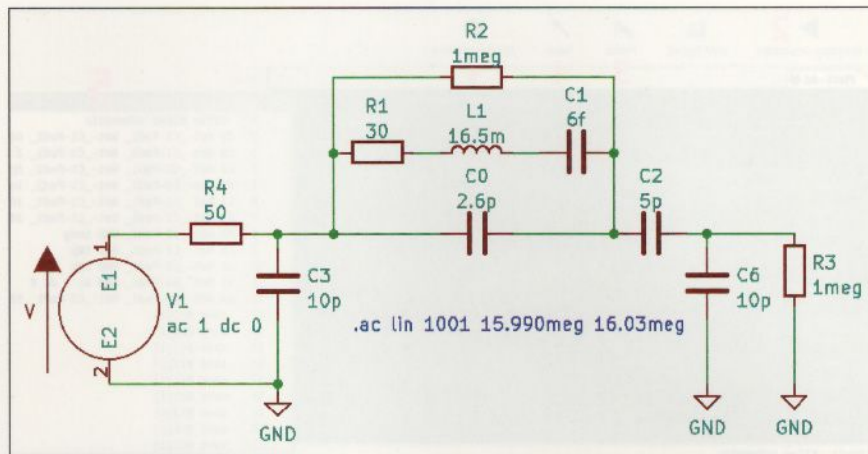 R2
1meg
R1
30
L1
16.5m
C1
6f
C0
2.6p
C2
5p
R4
50
C3
10p
C6
10p
R3
1meg
1
E1
V
E2
2
V1
ac 1 dc 0
.ac lin 1001 15.990meg 16.03meg
GND
GND
GND